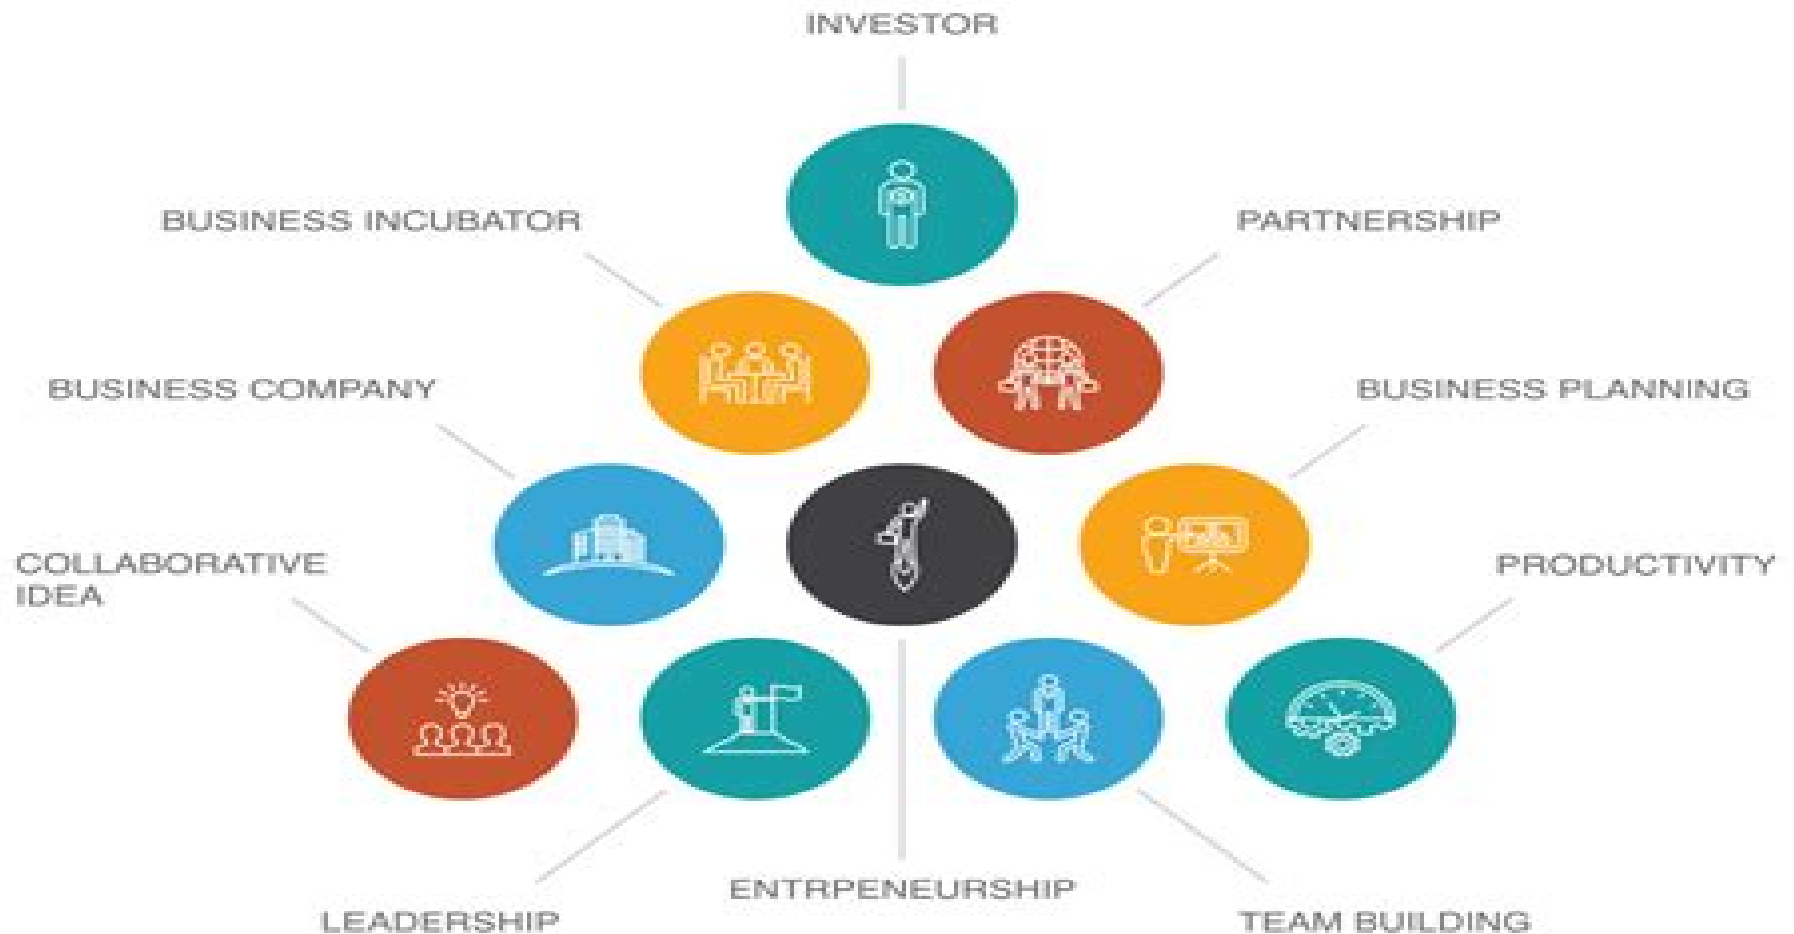 INVESTOR
BUSINESS INCUBATOR
PARTNERSHIP
BUSINESS COMPANY
BUSINESS PLANNING
COLLABORATIVE
IDEA
PRODUCTIVITY
ENTRPENEURSHIP
LEADERSHIP
TEAM BUILDING